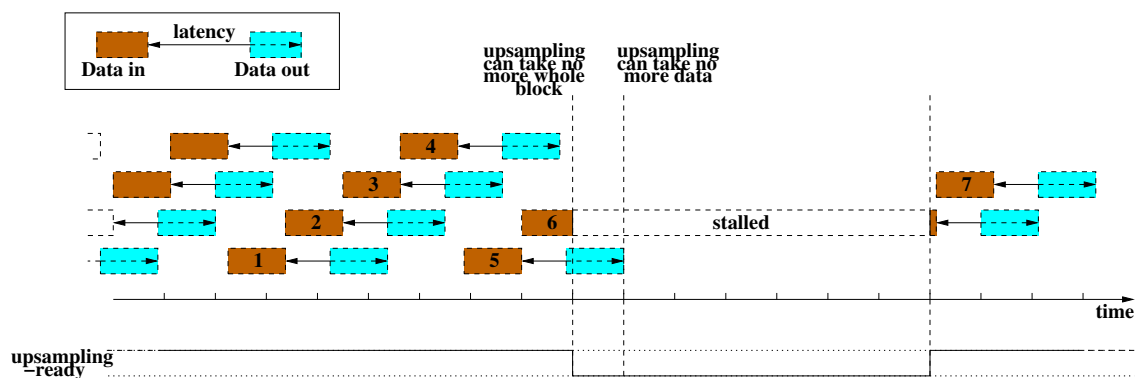 latency
Data in
Data out
upsampling
can take no
more whole
block
upsampling
can take no
more data
4
3
7
2
6
stalled
1
5
time
upsampling
–ready